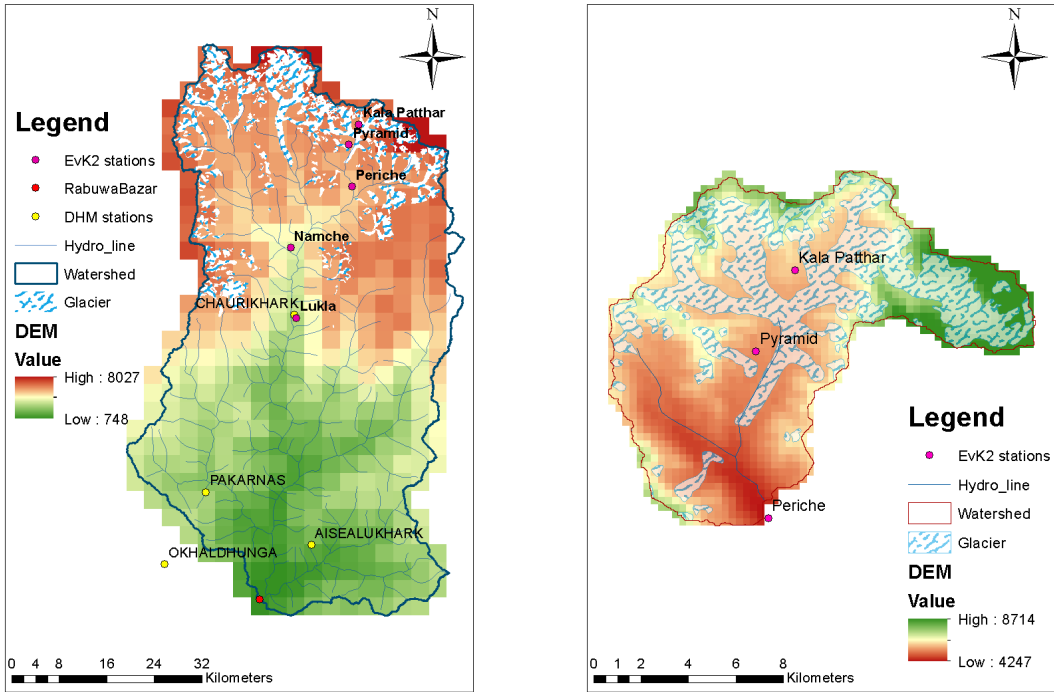 N
Kala Patthar
Pyramid
Periche
Namche
CHAURIKHARK
Lukla
PAKARNAS
AISEALUKHARK
OKHALDHUNGA
Legend
EvK2 stations
RabuwaBazar
DHM stations
Hydro_line
Watershed
Glacier
DEM
Value
High : 8027
Low : 748
0 4 8 16 24 32
Kilometers
N
Kala Patthar
Pyramid
Periche
Legend
EvK2 stations
Hydro_line
Watershed
Glacier
DEM
Value
High : 8714
Low : 4247
0 1 2 4 6 8
Kilometers